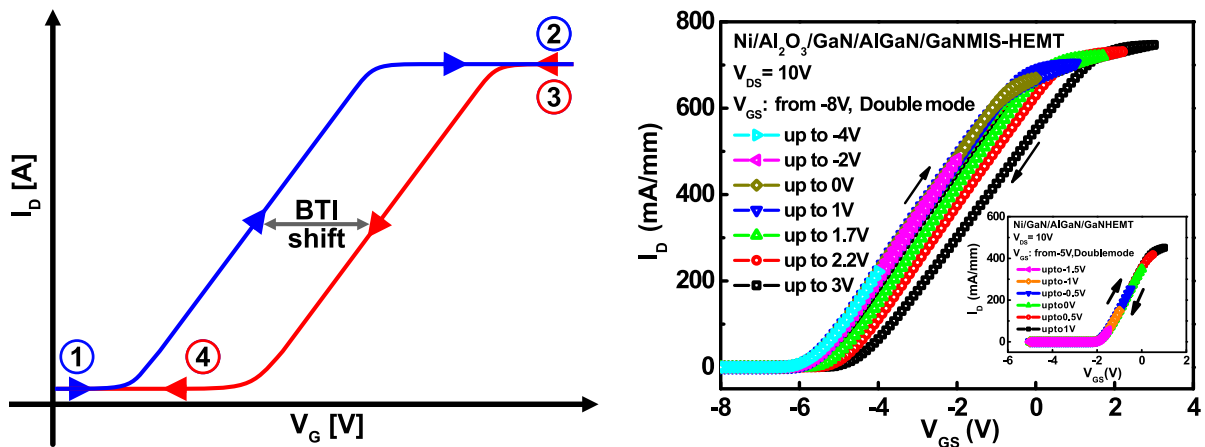 I_D [A]
2
3
BTI
shift
1
4
V_G [V]
I_D (mA/mm)
800
600
400
200
0
Ni/Al₂O₃/GaN/AlGaN/GaNMIS-HEMT
V_DS= 10V
V_GS: from -8V, Double mode
up to -4V
up to -2V
up to 0V
up to 1V
up to 1.7V
up to 2.2V
up to 3V
-8 -6 -4 -2 0 2 4
V_GS (V)
I_D (mA/mm)
600
400
200
0
Ni/GaN/AlGaN/GaNHEMT
V_DS= 10V
V_GS: from-5V,Doublemode
upto-1.5V
upto-1V
upto-0.5V
upto0V
upto0.5V
upto1V
-6 -4 -2 0 2 4
V_GS(V)